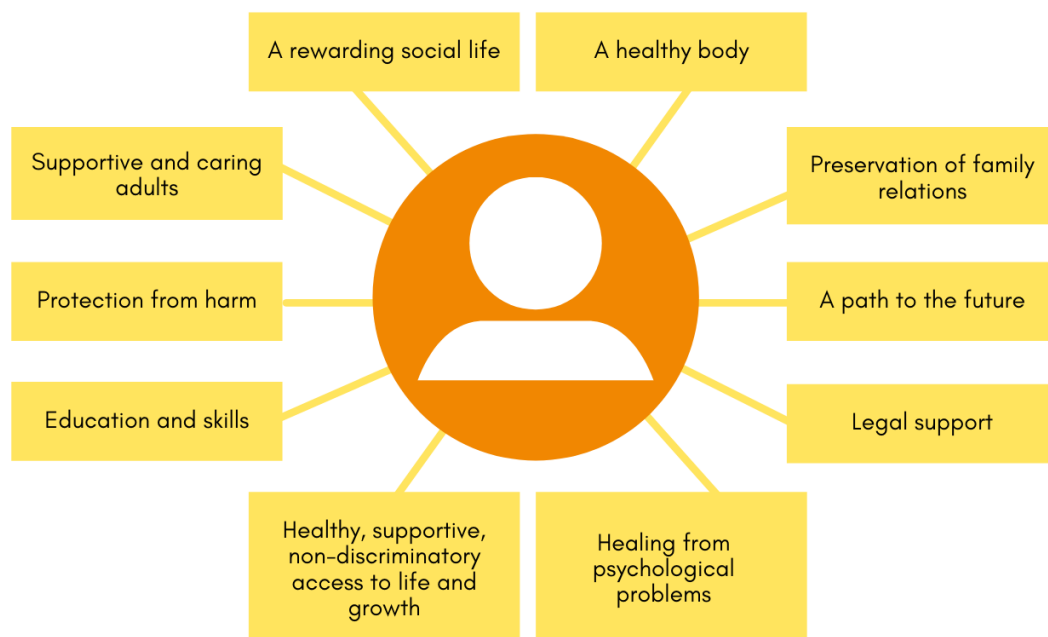 A rewarding social life
A healthy body
Supportive and caring
adults
Preservation of family
relations
Protection from harm
A path to the future
Education and skills
Legal support
Healthy, supportive,
non-discriminatory
access to life and
growth
Healing from
psychological
problems